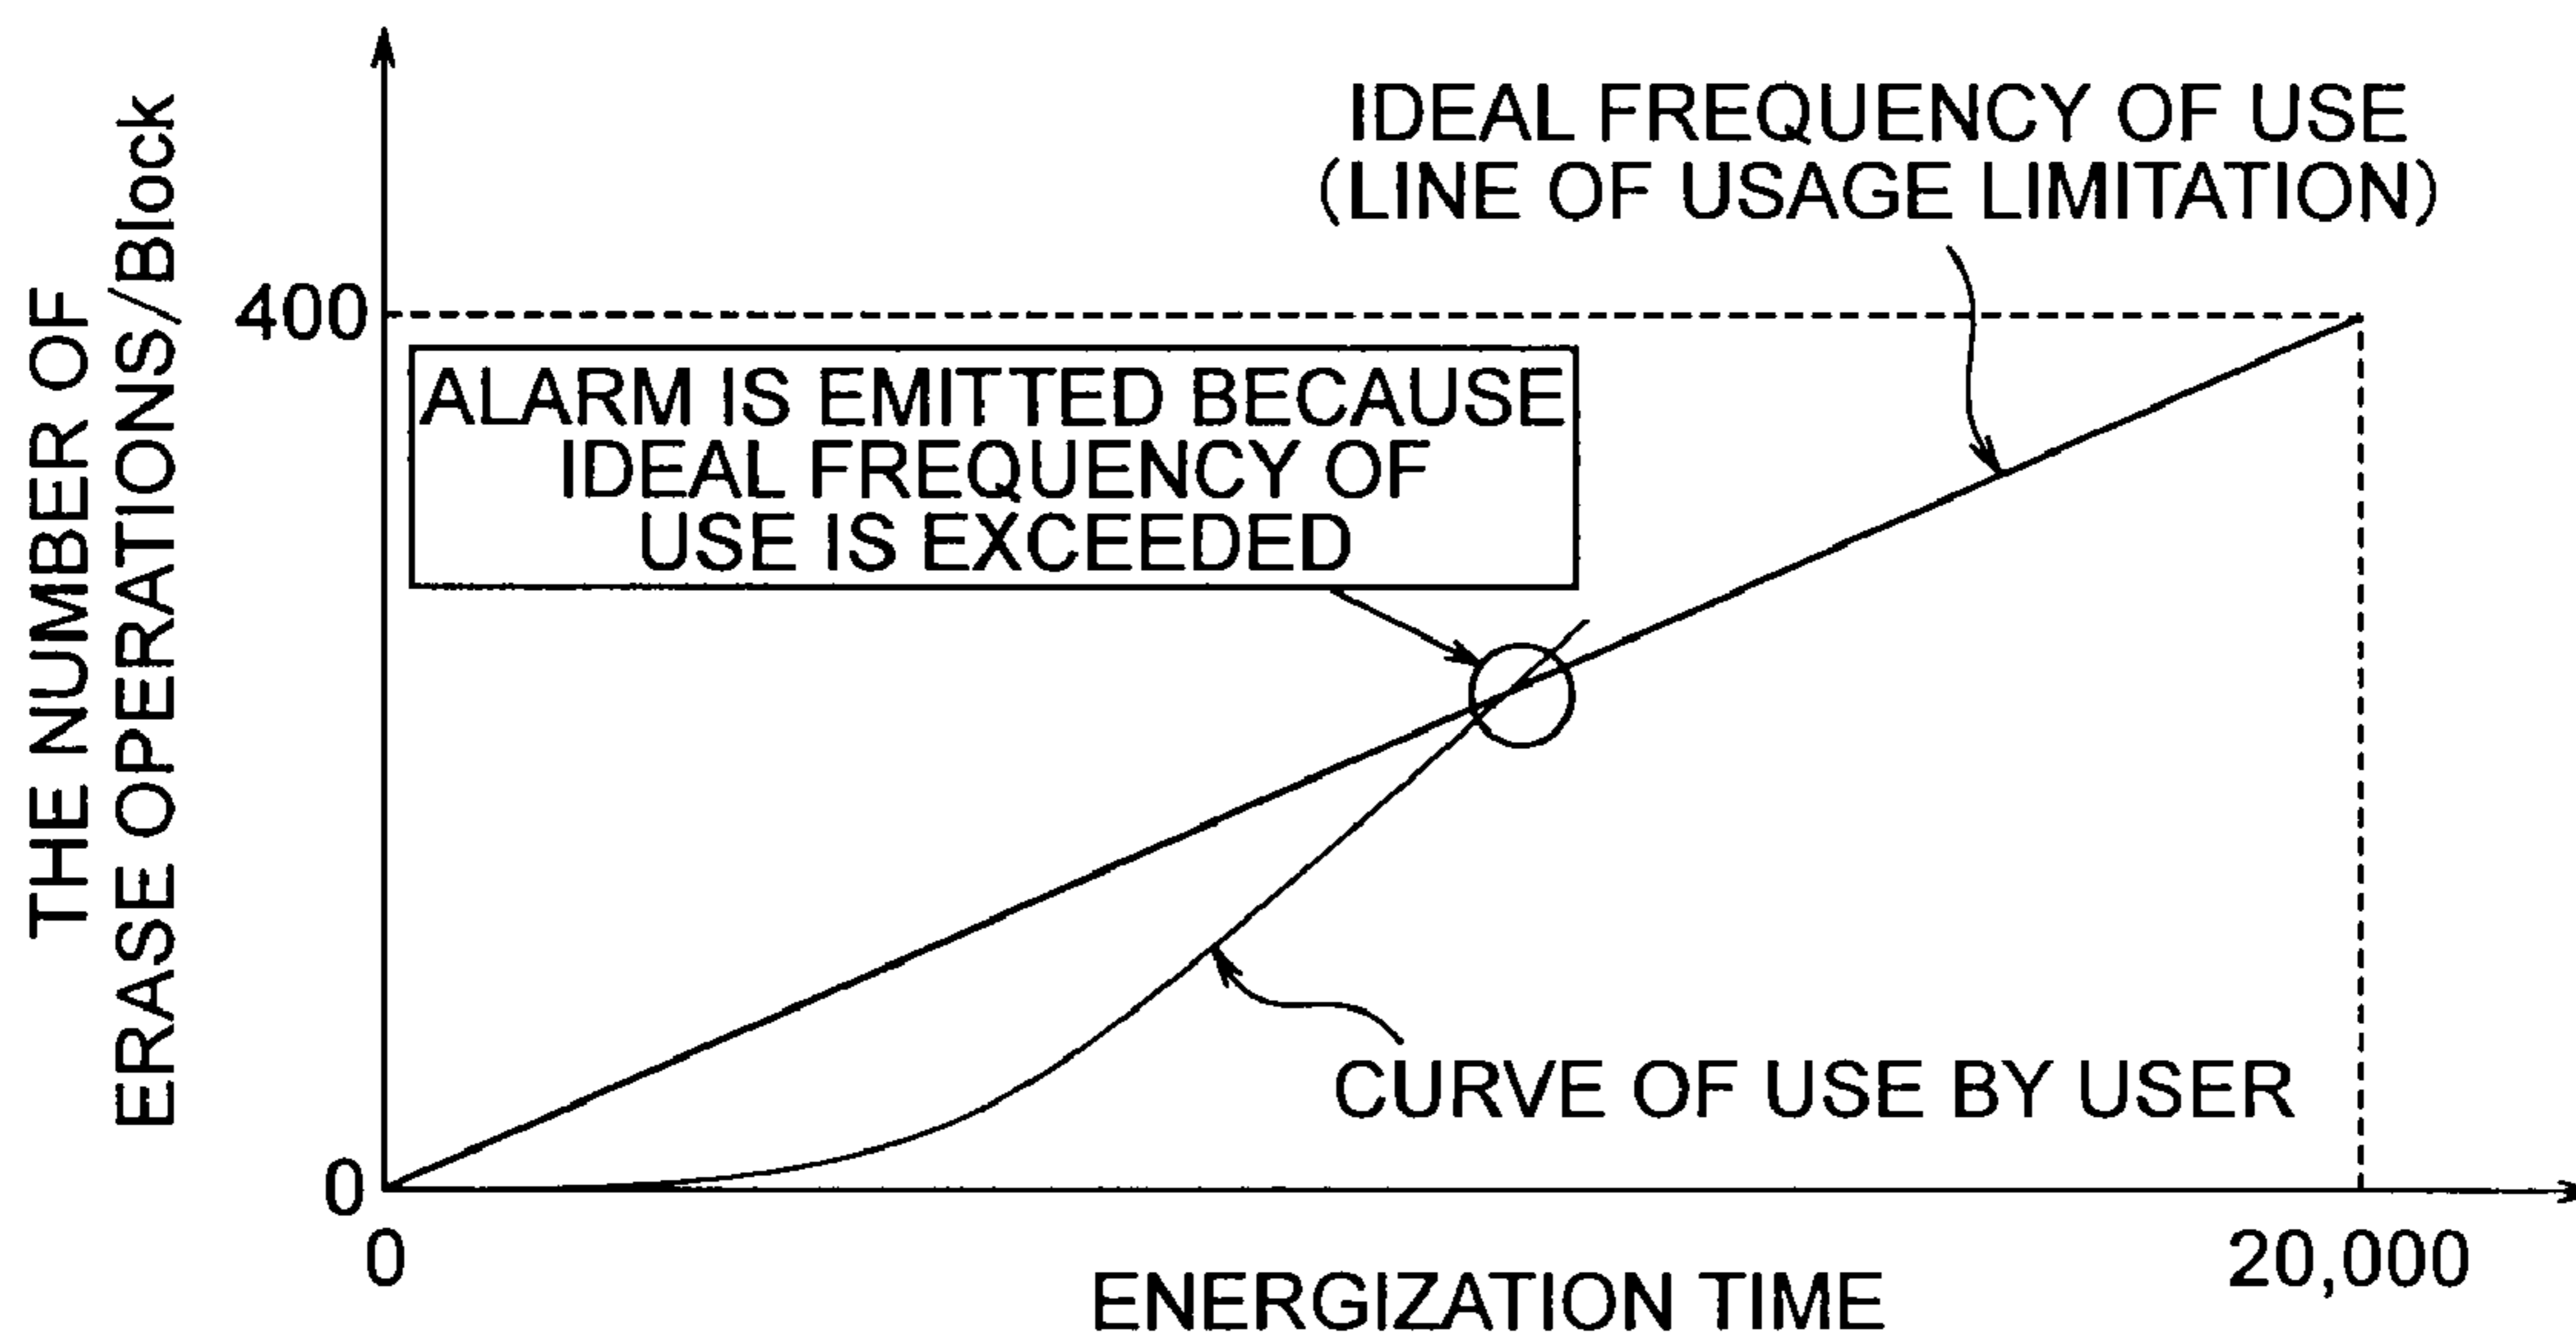 THE NUMBER OF
ERASE OPERATIONS/Block
IDEAL FREQUENCY OF USE
(LINE OF USAGE LIMITATION)
400
ALARM IS EMITTED BECAUSE
IDEAL FREQUENCY OF
USE IS EXCEEDED
CURVE OF USE BY USER
0
0
20,000
ENERGIZATION TIME